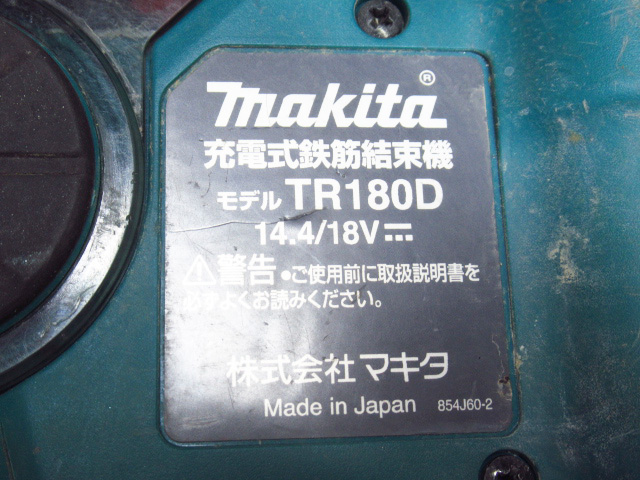 makita®
充電式鉄筋結束機
モデル TR180D
14.4/18V⎓
⚠警告 •ご使用前に取扱説明書を
必ずよくお読みください。
株式会社 マキタ
Made in Japan 854J60-2